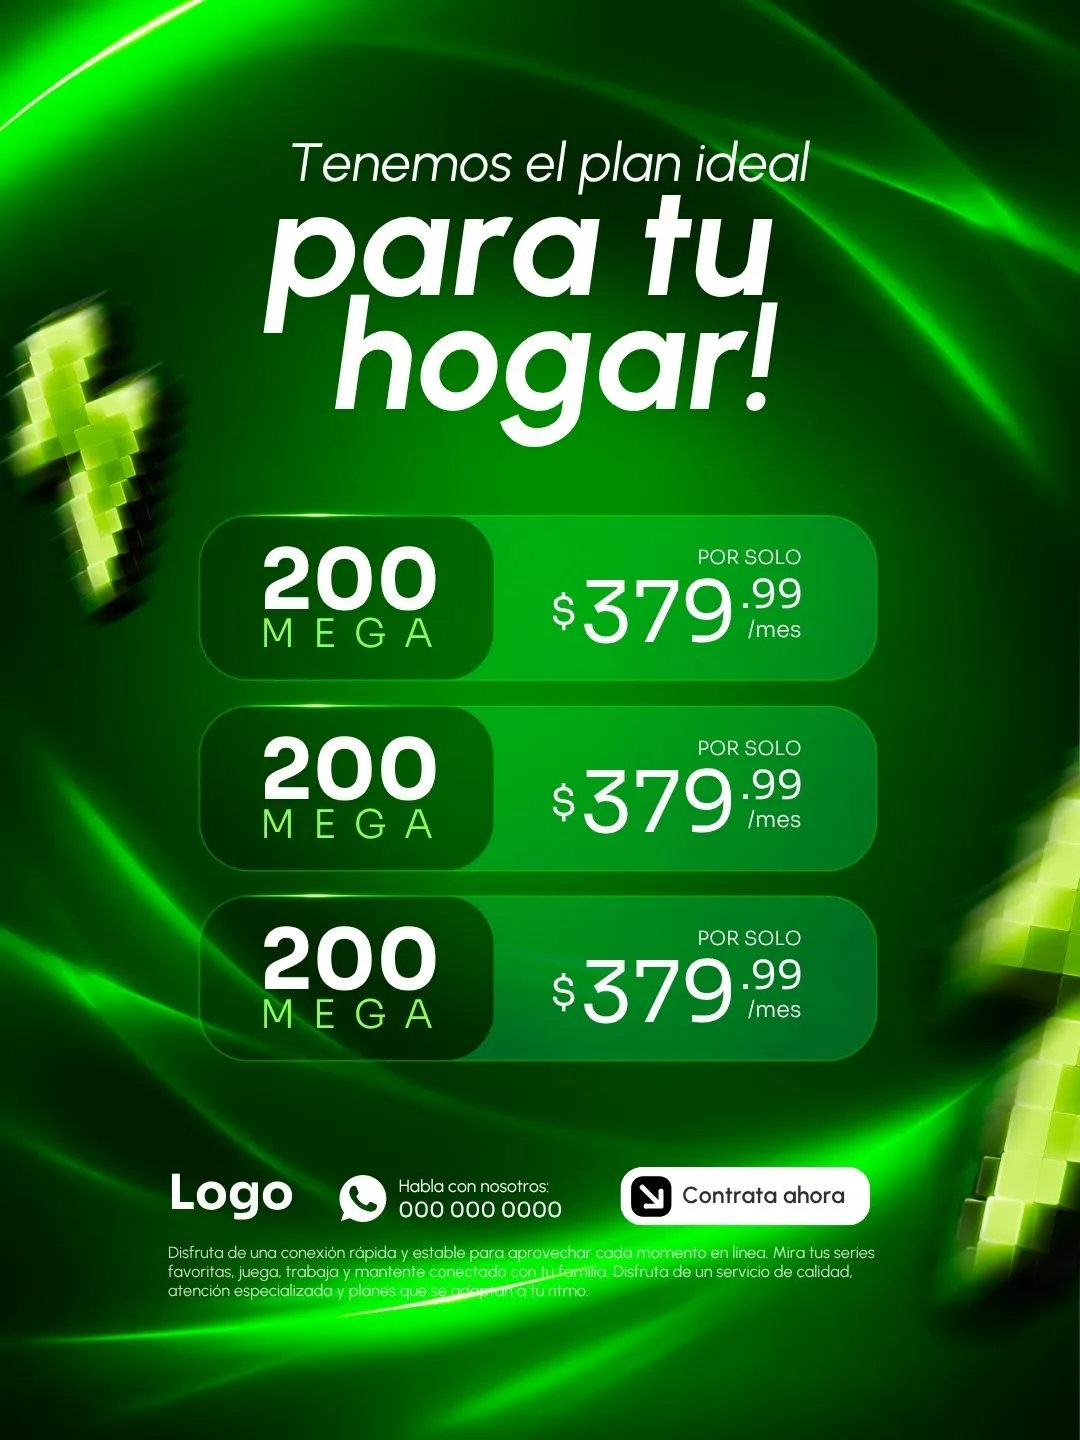 Tenemos el plan ideal
para tu
hogar!
200
MEGA
POR SOLO
$379.99
/mes
200
MEGA
POR SOLO
$379.99
/mes
200
MEGA
POR SOLO
$379.99
/mes
Logo
Habla con nosotros:
000 000 0000
Contrata ahora
Disfruta de una conexión rápida y estable para aprovechar cada momento en línea. Mira tus series
favoritas, juega, trabaja y mantente conectado con tu familia. Disfruta de un servicio de calidad,
atención especializada y planes que se adaptan a tu ritmo.